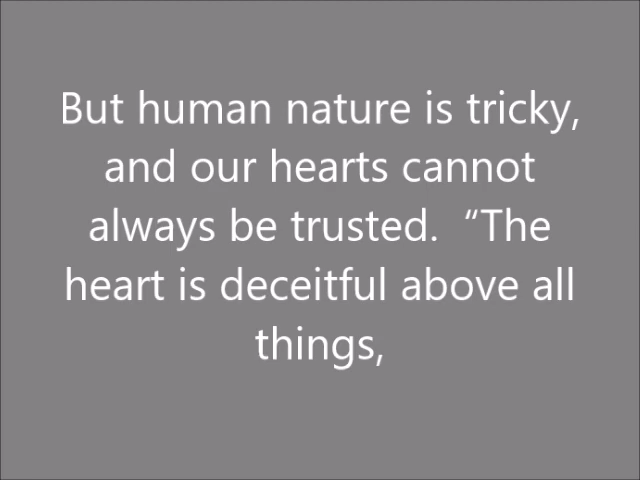 But human nature is tricky,
and our hearts cannot
always be trusted.  “The
heart is deceitful above all
things,